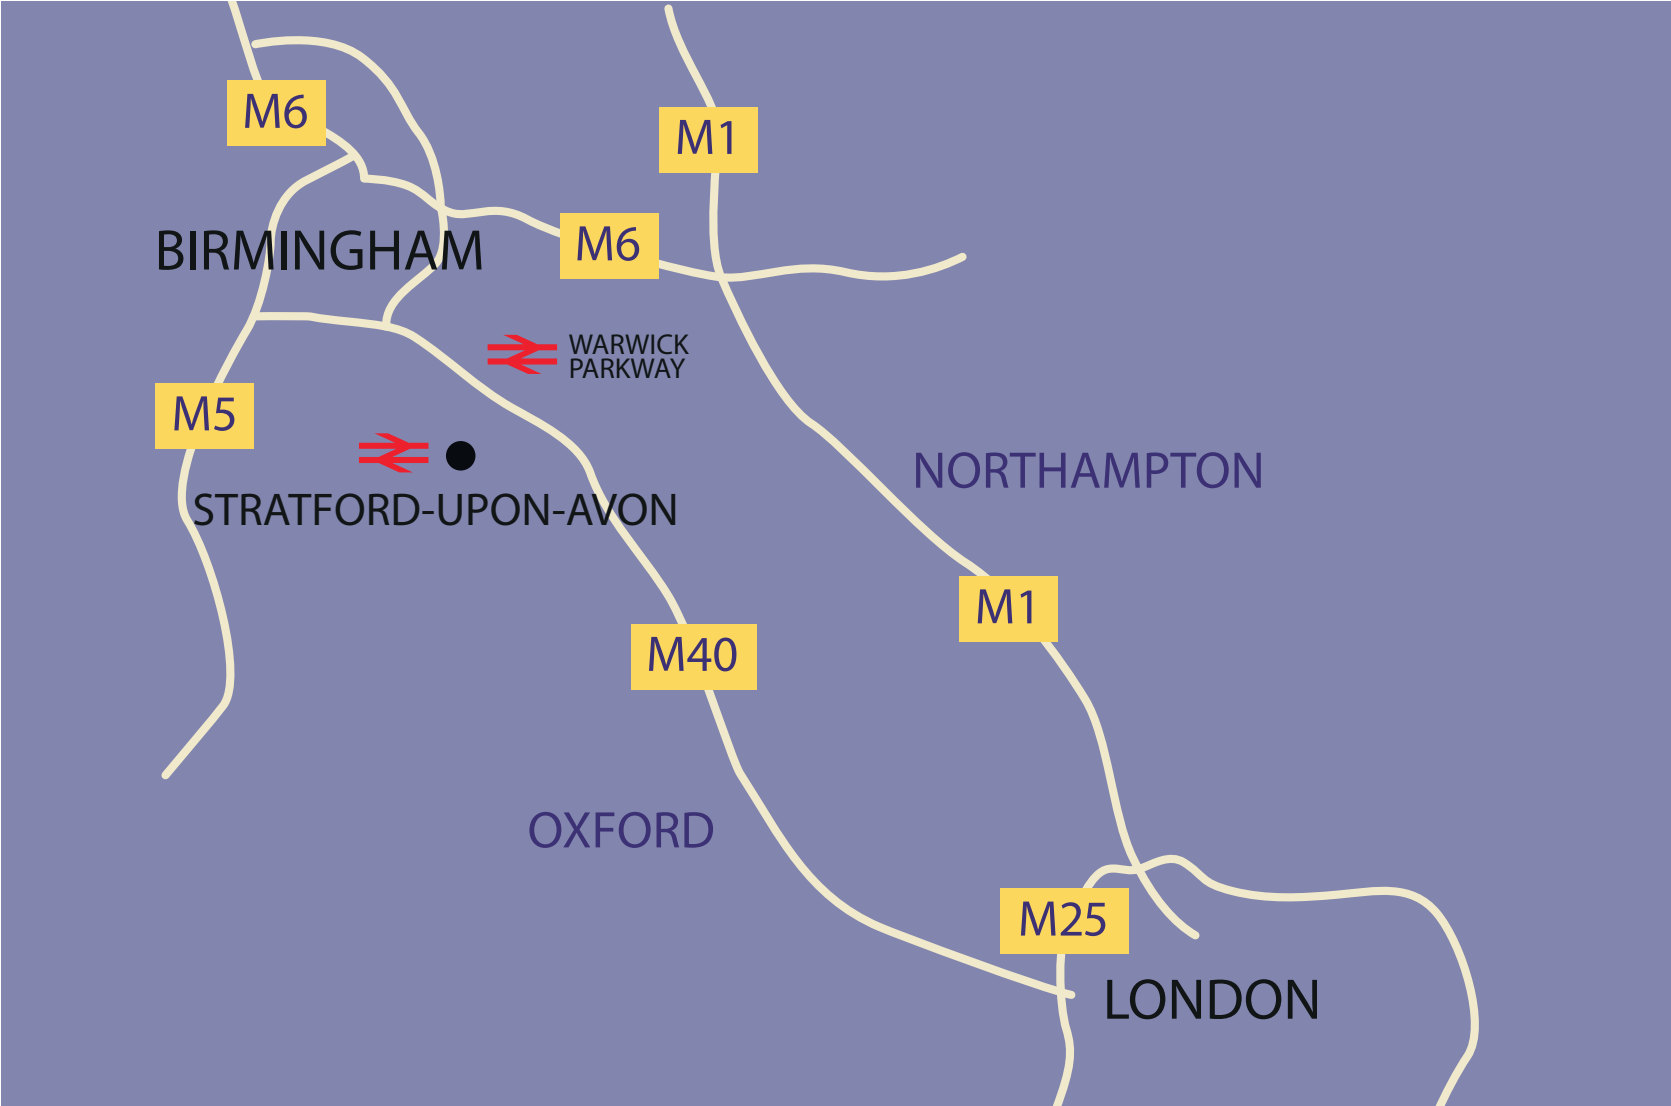 M6
M1
BIRMINGHAM
M6
WARWICK
PARKWAY
M5
NORTHAMPTON
STRATFORD-UPON-AVON
M1
M40
OXFORD
M25
LONDON